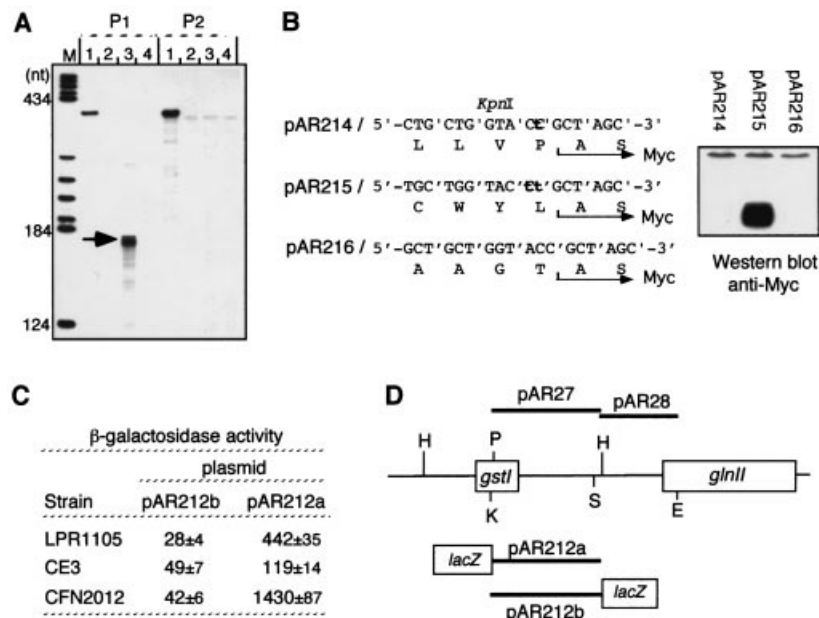 A
P1 P2
M 1 2 3 4 1 2 3 4
(nt)
434
184
124
B
KpnI
pAR214 / 5'-CTG'CTG'GTA'CC'GCT'AGC'-3'
L L V P A S Myc
pAR215 / 5'-TGC'TGG'TAC'Ct'GCT'AGC'-3'
C W Y L A S Myc
pAR216 / 5'-GCT'GCT'GGT'ACC'GCT'AGC'-3'
A A G T A S Myc
pAR214
pAR215
pAR216
Western blot
anti-Myc
C
β-galactosidase activity
plasmid
Strain pAR212b pAR212a
LPR1105 28±4 442±35
CE3 49±7 119±14
CFN2012 42±6 1430±87
D
pAR27 pAR28
H P H
gstI glnII
K S E
lacZ pAR212a
pAR212b lacZ